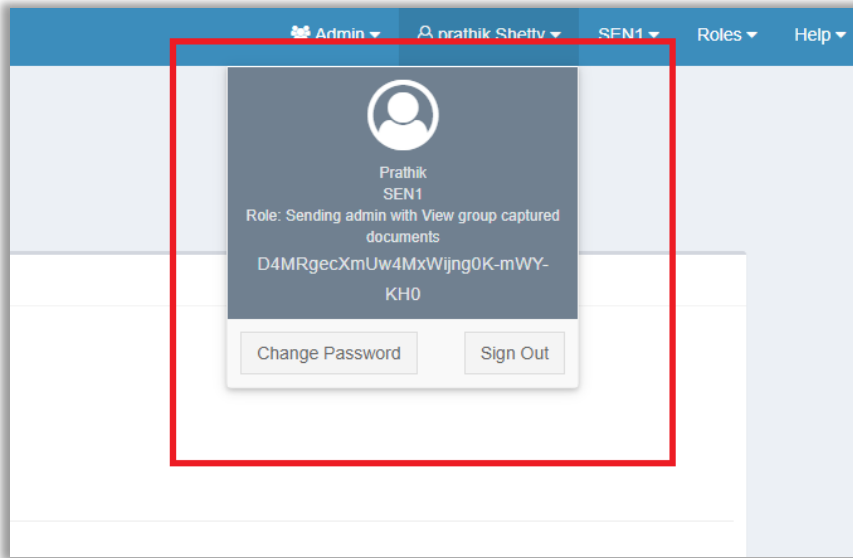 Admin prathik Shetty SEN1 Roles Help
Prathik
SEN1
Role: Sending admin with View group captured
documents
D4MRgecXmUw4MxWijng0K-mWY-
KH0
Change Password Sign Out